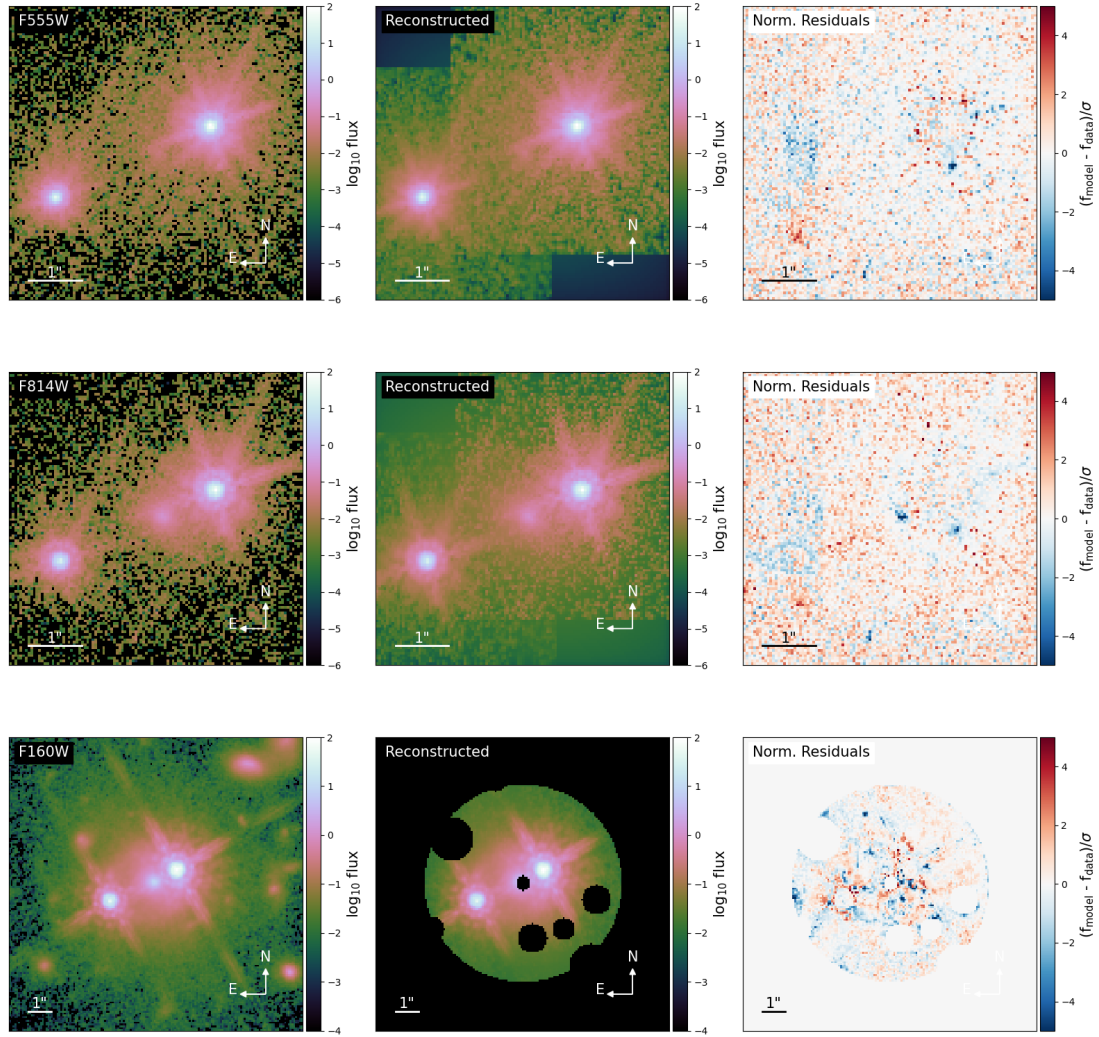 F555W
Reconstructed
Norm. Residuals
N
E
1"
N
E
1"
N
E
1"
2
1
0
−1
−2
−3
−4
−5
−6
log10 flux
2
1
0
−1
−2
−3
−4
−5
−6
log10 flux
4
2
0
−2
−4
(fmodel - fdata)/σ
F814W
Reconstructed
Norm. Residuals
N
E
1"
N
E
1"
N
E
1"
2
1
0
−1
−2
−3
−4
−5
−6
log10 flux
2
1
0
−1
−2
−3
−4
−5
−6
log10 flux
4
2
0
−2
−4
(fmodel - fdata)/σ
F160W
Reconstructed
Norm. Residuals
N
E
1"
N
E
1"
N
E
1"
2
1
0
−1
−2
−3
−4
log10 flux
2
1
0
−1
−2
−3
−4
log10 flux
4
2
0
−2
−4
(fmodel - fdata)/σ